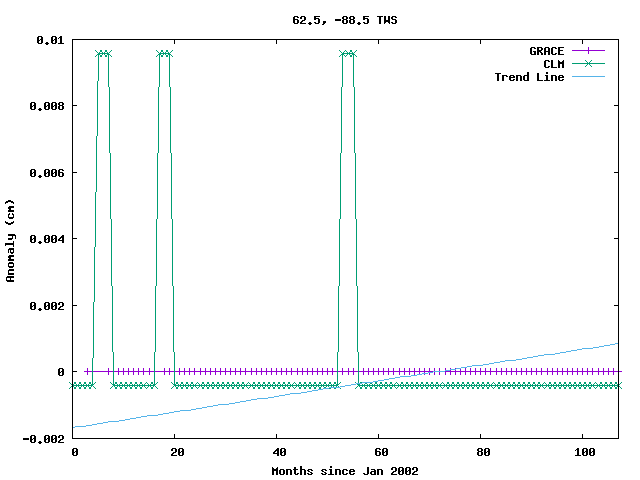 62.5, -88.5 TWS
GRACE
CLM
Trend Line
0.01
0.008
0.006
0.004
0.002
0
-0.002
Anomaly (cm)
0 20 40 60 80 100
Months since Jan 2002